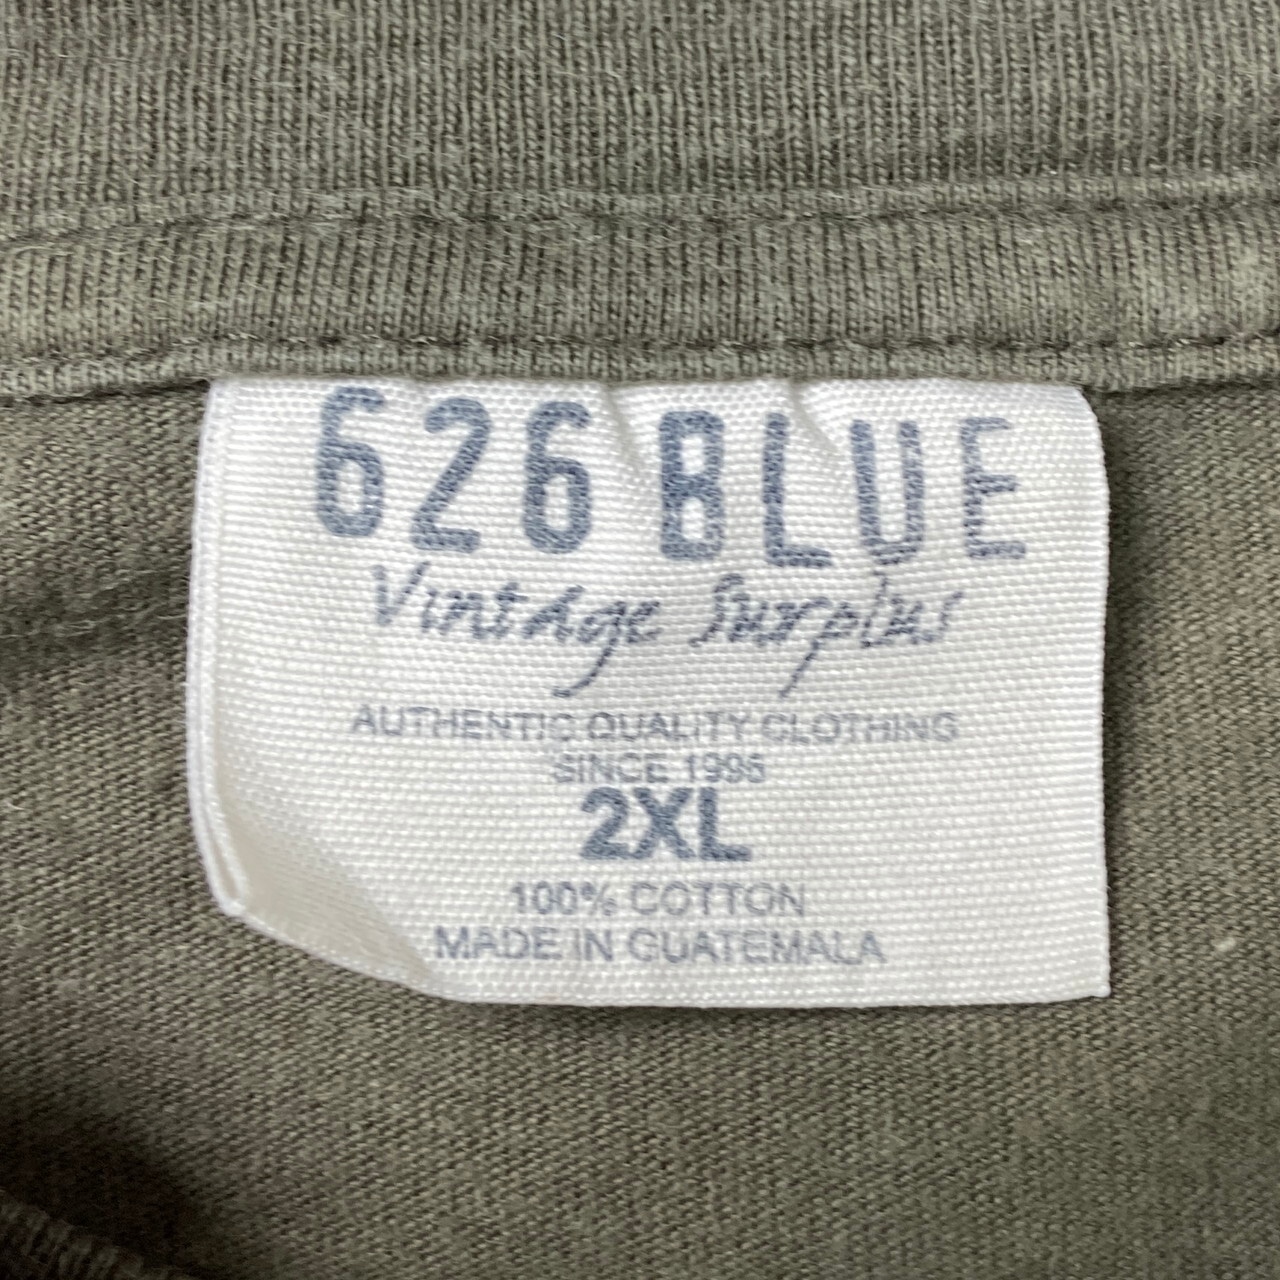 626 BLUE
Vintage Surplus
AUTHENTIC QUALITY CLOTHING
SINCE 1995
2XL
100% COTTON
MADE IN GUATEMALA